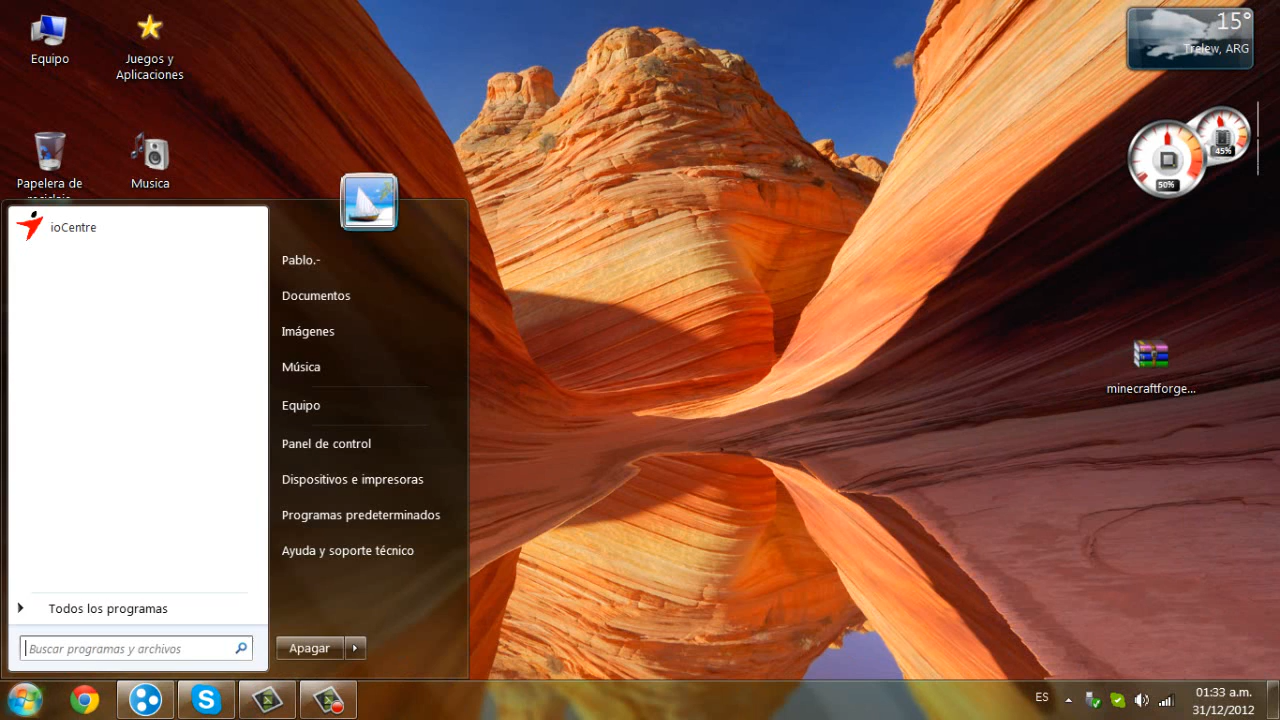 Equipo
Juegos y
Aplicaciones
Papelera de
reciclaje
Musica
15°
Trelew, ARG
45%
50%
minecraftforge...
ioCentre
Todos los programas
Buscar programas y archivos
Pablo.-
Documentos
Imágenes
Música
Equipo
Panel de control
Dispositivos e impresoras
Programas predeterminados
Ayuda y soporte técnico
Apagar
ES
01:33 a.m.
31/12/2012